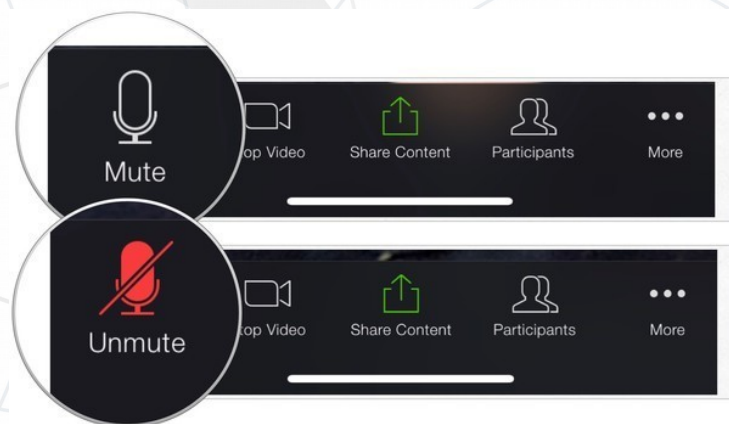 Mute
op Video Share Content Participants More
Unmute
op Video Share Content Participants More